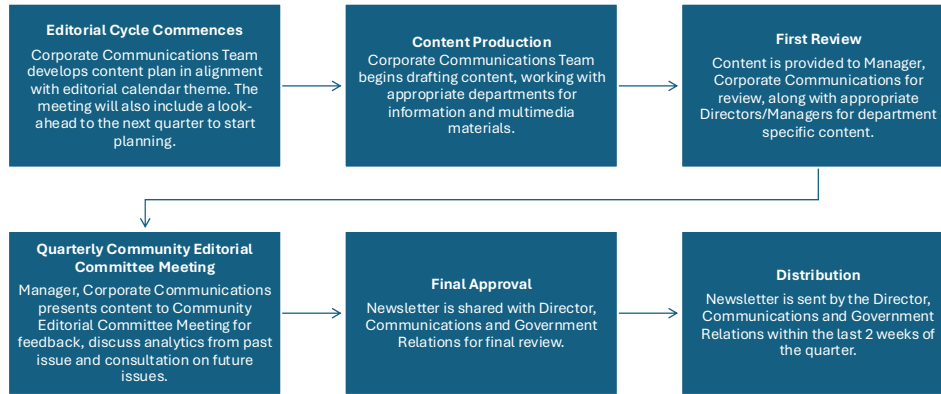 Editorial Cycle Commences
Corporate Communications Team
develops content plan in alignment
with editorial calendar theme. The
meeting will also include a look-
ahead to the next quarter to start
planning.
Content Production
Corporate Communications Team
begins drafting content, working with
appropriate departments for
information and multimedia
materials.
First Review
Content is provided to Manager,
Corporate Communications for
review, along with appropriate
Directors/Managers for department
specific content.
Quarterly Community Editorial
Committee Meeting
Manager, Corporate Communications
presents content to Community
Editorial Committee Meeting for
feedback, discuss analytics from past
issue and consultation on future
issues.
Final Approval
Newsletter is shared with Director,
Communications and Government
Relations for final review.
Distribution
Newsletter is sent by the Director,
Communications and Government
Relations within the last 2 weeks of
the quarter.